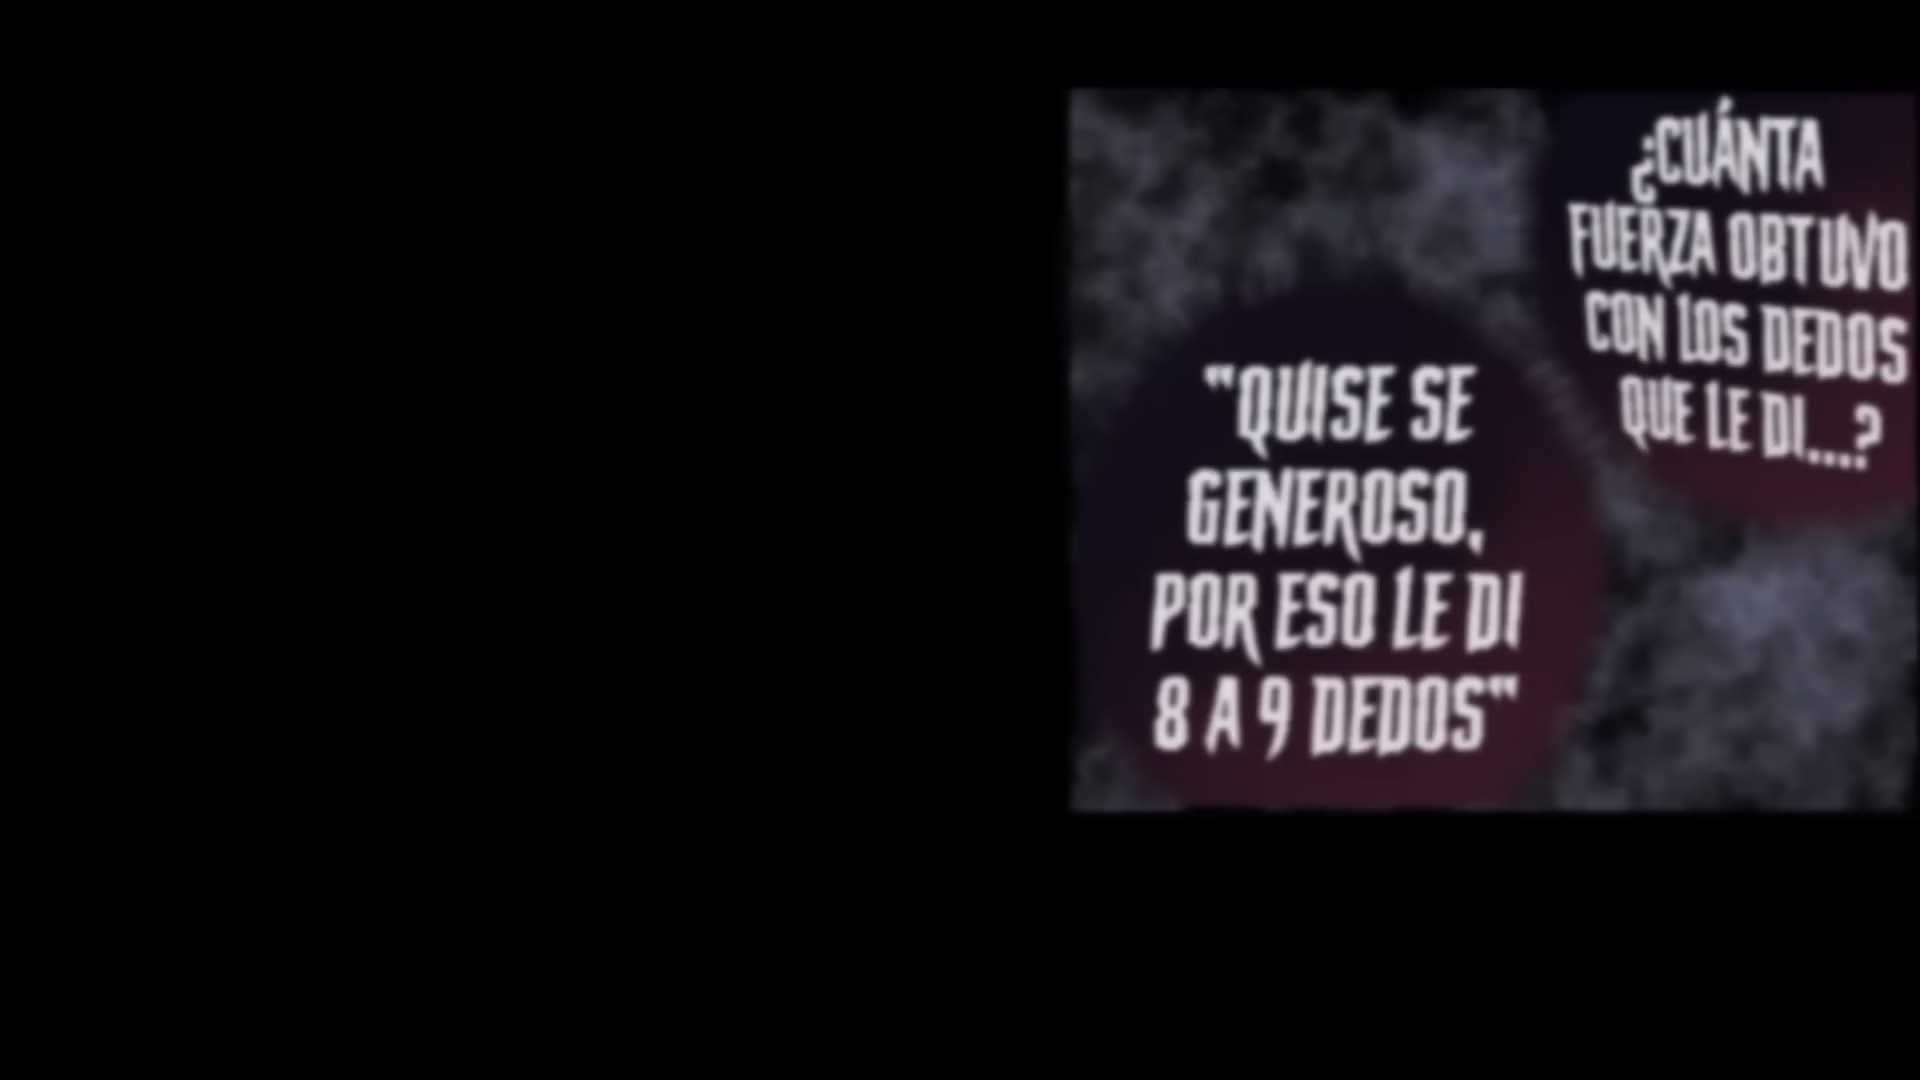 ¿CUÁNTA
FUERZA OBTUVO
CON LOS DEDOS
QUE LE DI....?
"QUISE SE
GENEROSO,
POR ESO LE DI
8 A 9 DEDOS"